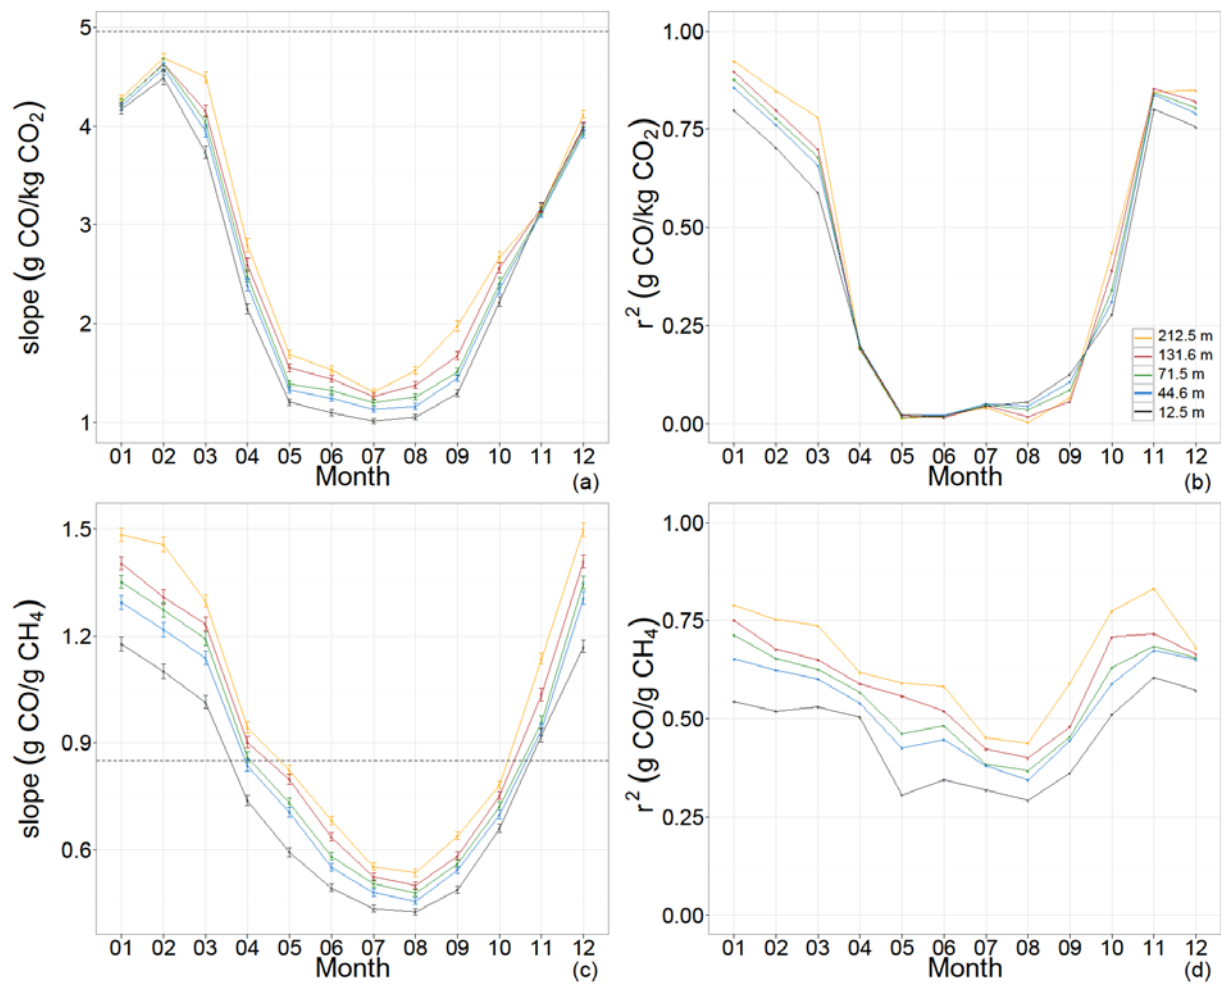 slope (g CO/kg CO2)
5
4
3
2
1
01 02 03 04 05 06 07 08 09 10 11 12
Month
(a)
r2 (g CO/kg CO2)
1.00
0.75
0.50
0.25
0.00
212.5 m
131.6 m
71.5 m
44.6 m
12.5 m
01 02 03 04 05 06 07 08 09 10 11 12
Month
(b)
slope (g CO/g CH4)
1.5
1.2
0.9
0.6
01 02 03 04 05 06 07 08 09 10 11 12
Month
(c)
r2 (g CO/g CH4)
1.00
0.75
0.50
0.25
0.00
01 02 03 04 05 06 07 08 09 10 11 12
Month
(d)